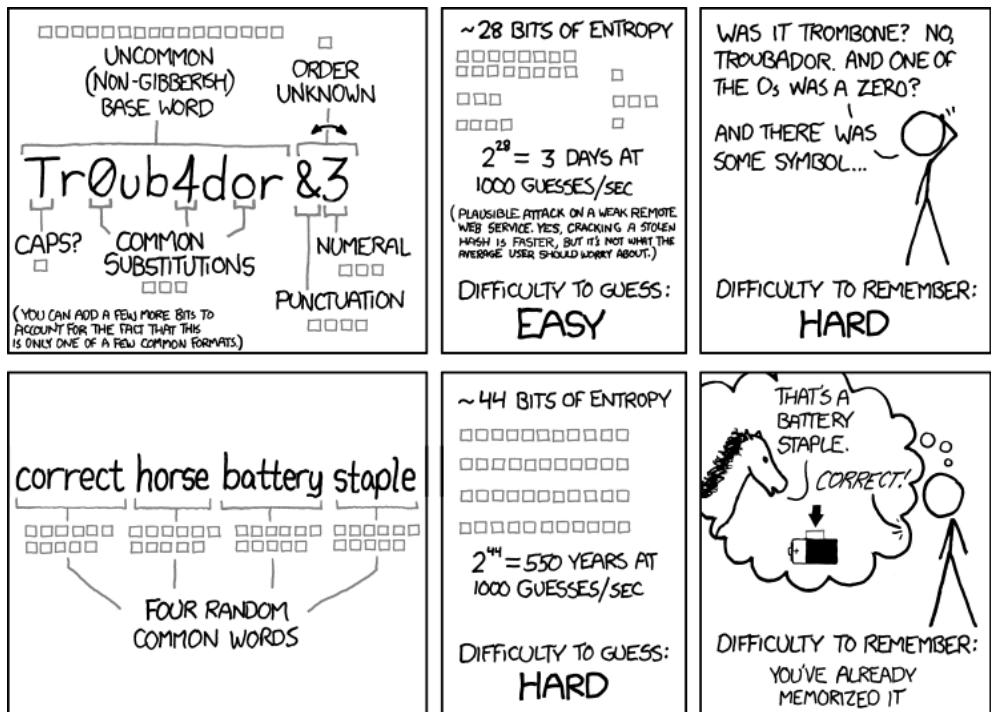 UNCOMMON
(NON-GIBBERISH)
BASE WORD
ORDER
UNKNOWN
Tr0ub4dor &3
CAPS?
COMMON
SUBSTITUTIONS
NUMERAL
PUNCTUATION
(YOU CAN ADD A FEW MORE BITS TO
ACCOUNT FOR THE FACT THAT THIS
IS ONLY ONE OF A FEW COMMON FORMATS.)
~28 BITS OF ENTROPY
2^28 = 3 DAYS AT
1000 GUESSES/SEC
(PLAUSIBLE ATTACK ON A WEAK REMOTE
WEB SERVICE. YES, CRACKING A STOLEN
HASH IS FASTER, BUT IT'S NOT WHAT THE
AVERAGE USER SHOULD WORRY ABOUT.)
DIFFICULTY TO GUESS:
EASY
WAS IT TROMBONE? NO,
TROUBADOR. AND ONE OF
THE Os WAS A ZERO?
AND THERE WAS
SOME SYMBOL...
DIFFICULTY TO REMEMBER:
HARD
correct horse battery staple
FOUR RANDOM
COMMON WORDS
~44 BITS OF ENTROPY
2^44 = 550 YEARS AT
1000 GUESSES/SEC
DIFFICULTY TO GUESS:
HARD
THAT'S A
BATTERY
STAPLE.
CORRECT!
DIFFICULTY TO REMEMBER:
YOU'VE ALREADY
MEMORIZED IT